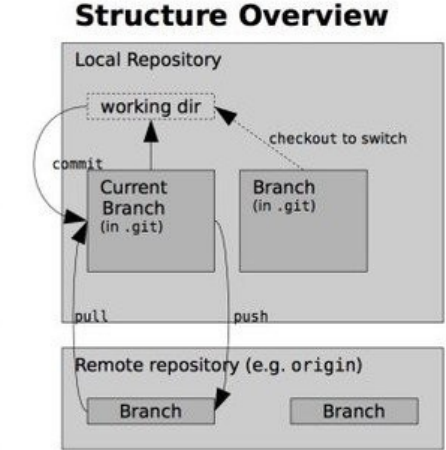 Structure Overview
Local Repository
working dir
checkout to switch
commit
Current
Branch
(in .git)
Branch
(in .git)
pull
push
Remote repository (e.g. origin)
Branch
Branch